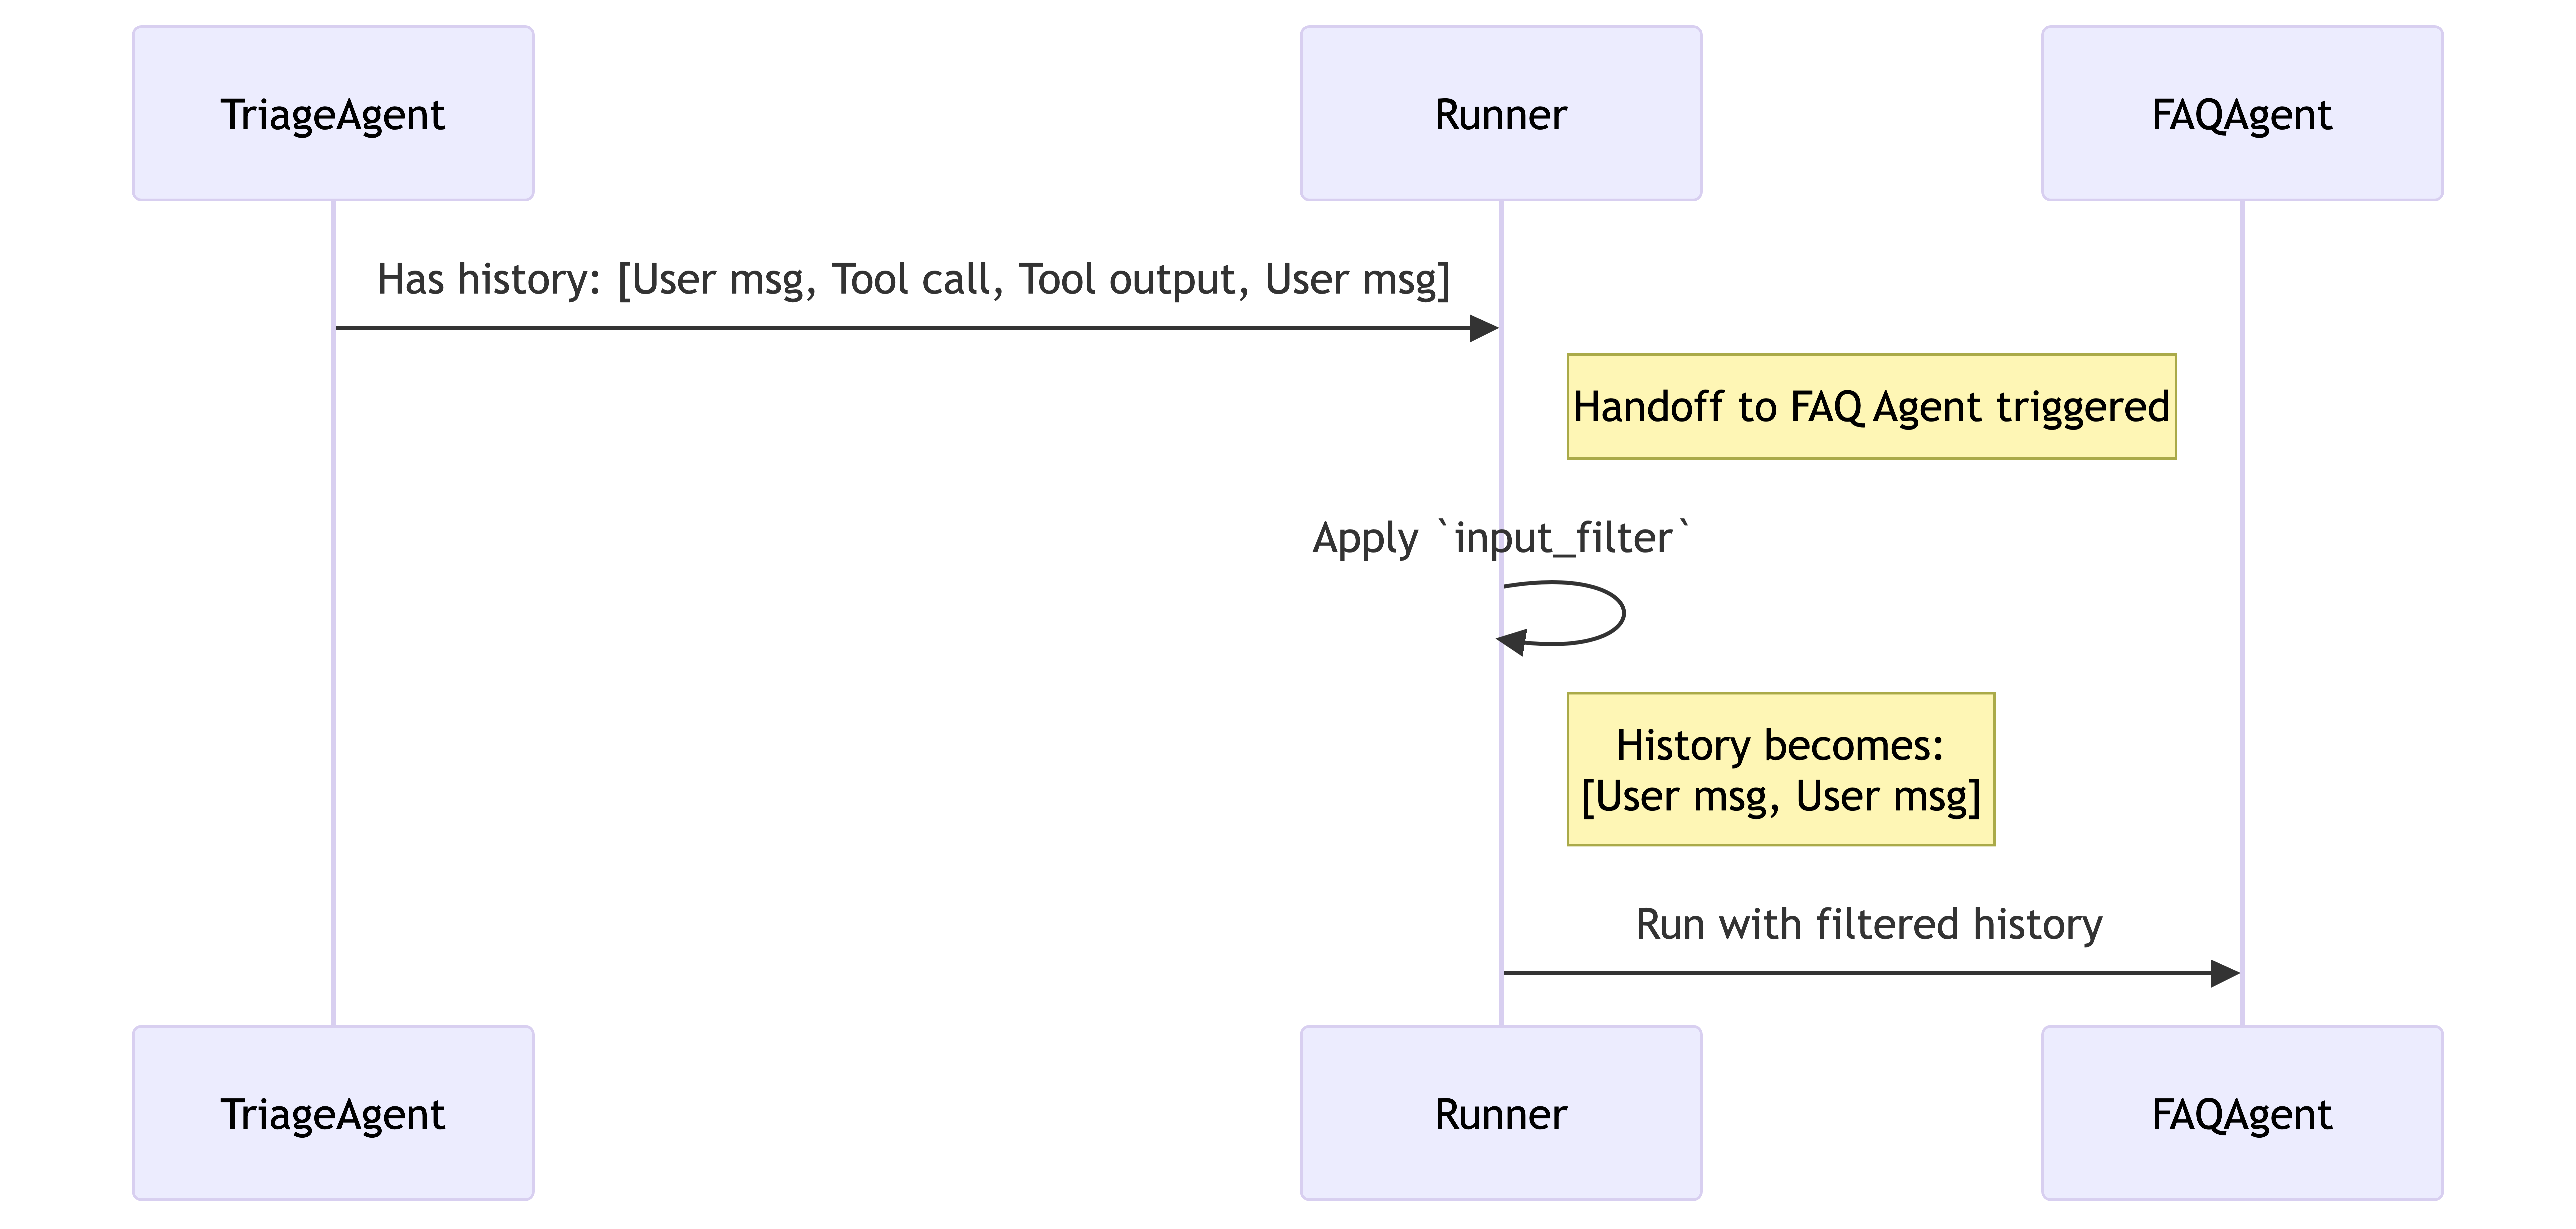 TriageAgent
Runner
FAQAgent
Has history: [User msg, Tool call, Tool output, User msg]
Handoff to FAQ Agent triggered
Apply `input_filter`
History becomes:
[User msg, User msg]
Run with filtered history
TriageAgent
Runner
FAQAgent